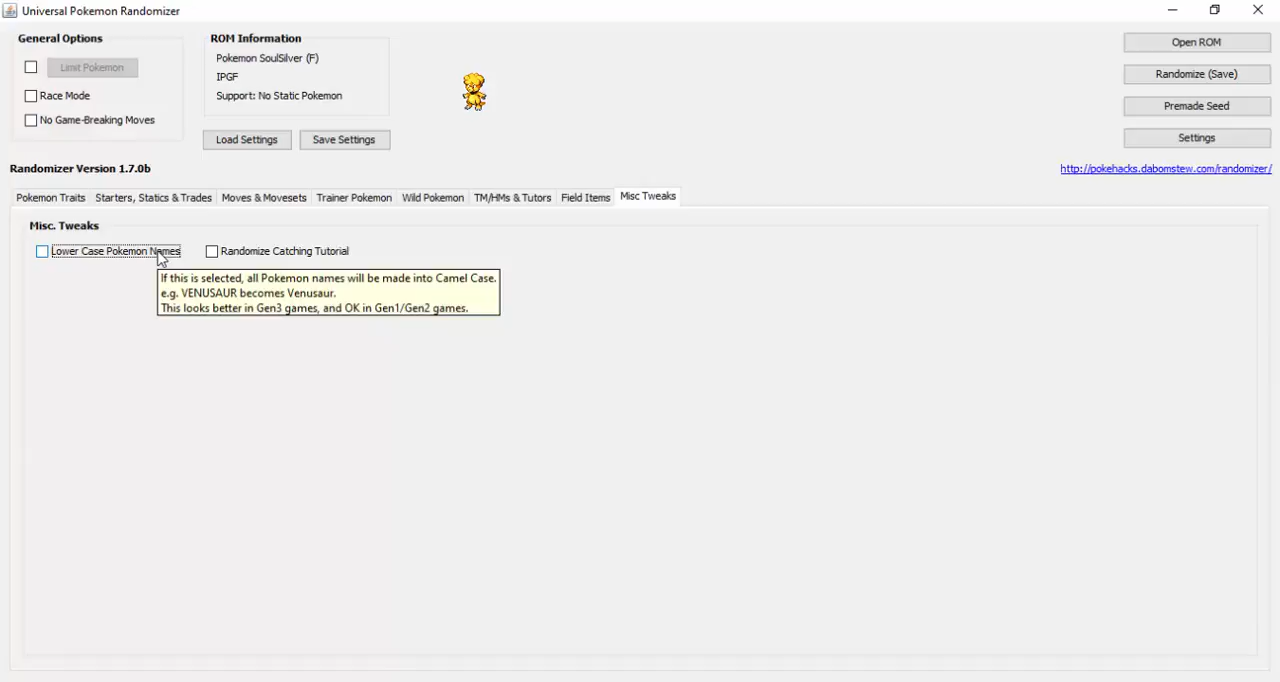 Universal Pokemon Randomizer
General Options
Limit Pokemon
Race Mode
No Game-Breaking Moves
ROM Information
Pokemon SoulSilver (F)
IPGF
Support: No Static Pokemon
Load Settings
Save Settings
Open ROM
Randomize (Save)
Premade Seed
Settings
Randomizer Version 1.7.0b
http://pokehacks.dabomstew.com/randomizer/
Pokemon Traits
Starters, Statics & Trades
Moves & Movesets
Trainer Pokemon
Wild Pokemon
TM/HMs & Tutors
Field Items
Misc Tweaks
Misc. Tweaks
Lower Case Pokemon Names
Randomize Catching Tutorial
If this is selected, all Pokemon names will be made into Camel Case.
e.g. VENUSAUR becomes Venusaur.
This looks better in Gen3 games, and OK in Gen1/Gen2 games.